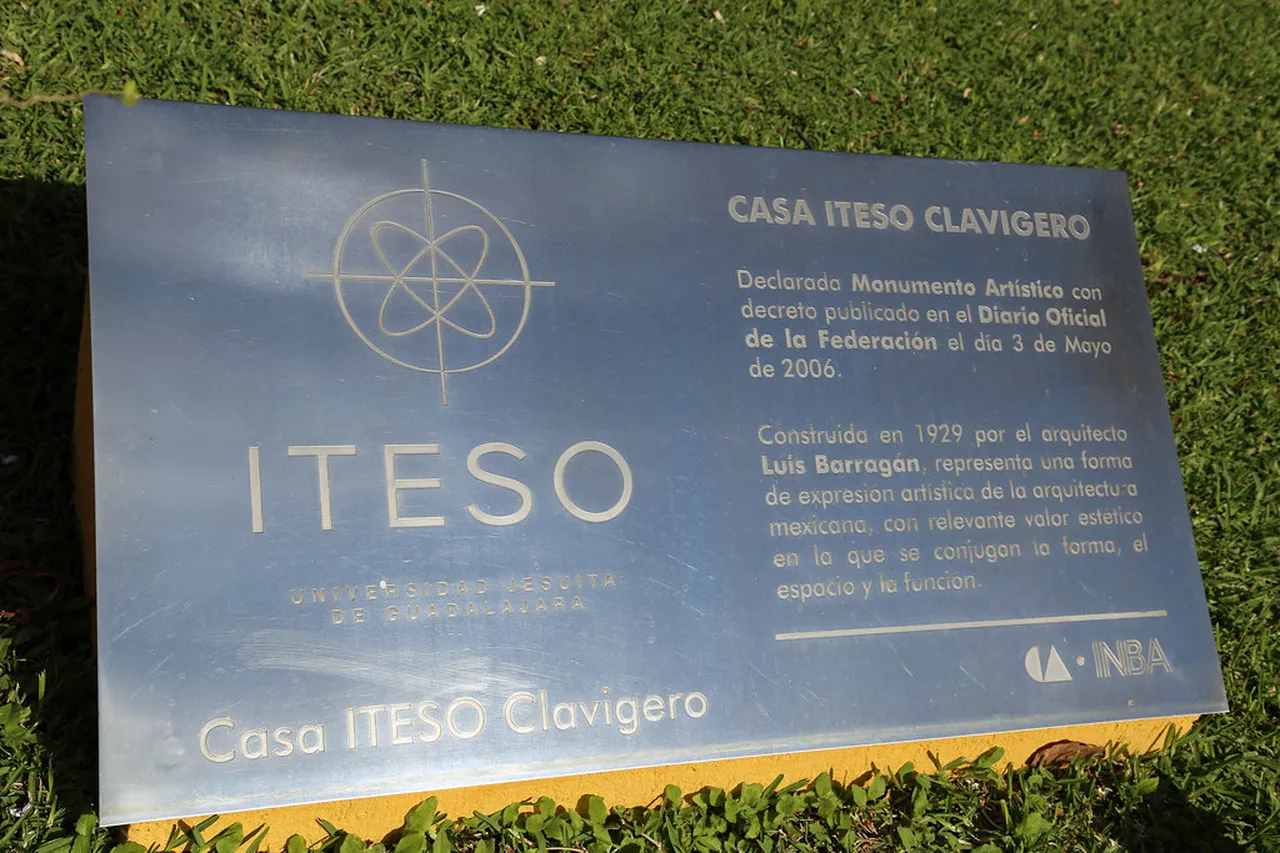 ITESO
UNIVERSIDAD JESUITA
DE GUADALAJARA
Casa ITESO Clavigero
CASA ITESO CLAVIGERO
Declarada Monumento Artístico con
decreto publicado en el Diario Oficial
de la Federación el día 3 de Mayo
de 2006.
Construida en 1929 por el arquitecto
Luis Barragán, representa una forma
de expresión artística de la arquitectura
mexicana, con relevante valor estético
en la que se conjugan la forma, el
espacio y la función.
CA • INBA